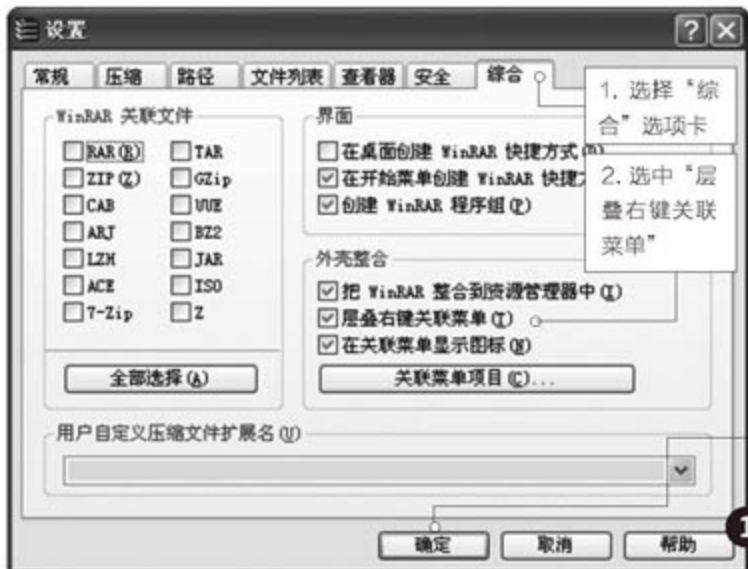 设置
常规 压缩 路径 文件列表 查看器 安全 综合
1. 选择“综
合”选项卡
2. 选中“层
叠右键关联
菜单”
WinRAR 关联文件
RAR(R) TAR
ZIP(Z) GZip
CAB UUE
ARJ BZ2
LZH JAR
ACE ISO
7-Zip Z
全部选择(A)
界面
在桌面创建 WinRAR 快捷方式(D)
在开始菜单创建 WinRAR 快捷
创建 WinRAR 程序组(P)
外壳整合
把 WinRAR 整合到资源管理器中(I)
层叠右键关联菜单(T)
在关联菜单显示图标(N)
关联菜单项目(C)...
用户自定义压缩文件扩展名(U)
确定 取消 帮助
1